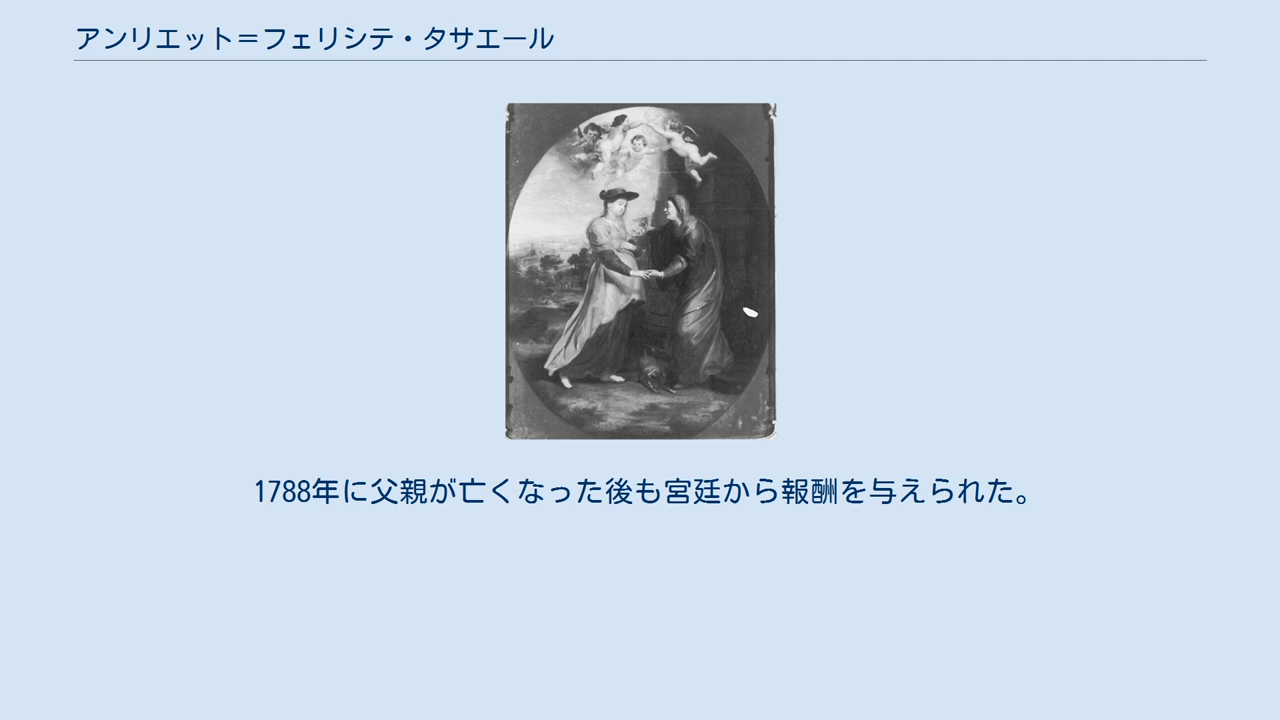 アンリエット＝フェリシテ・タサエール
1788年に父親が亡くなった後も宮廷から報酬を与えられた。